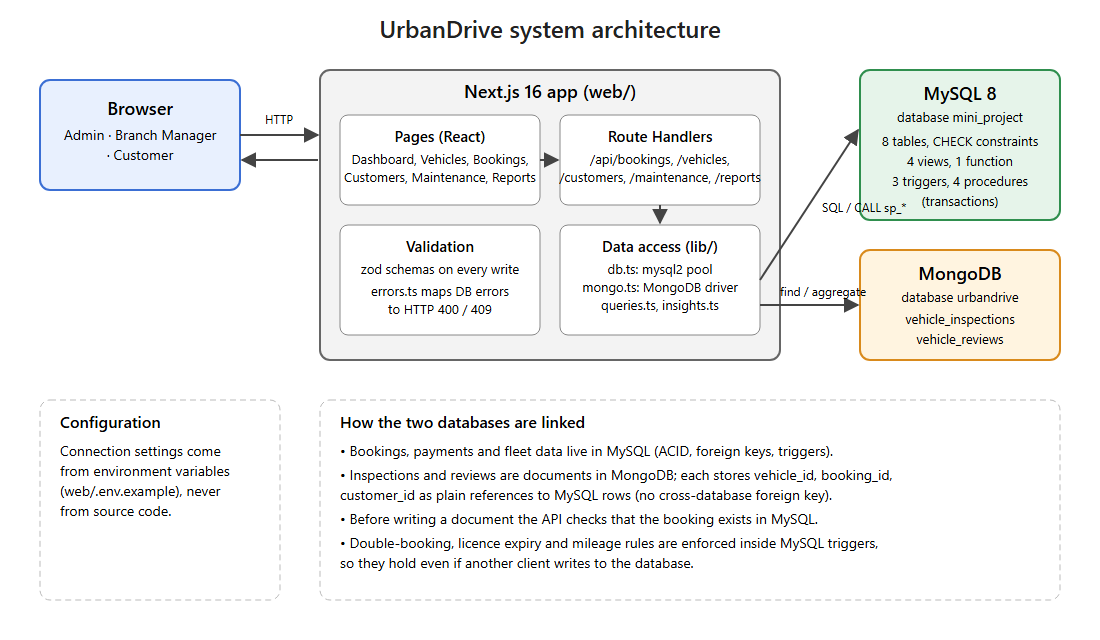 UrbanDrive system architecture
Browser
Admin · Branch Manager
· Customer
HTTP
Next.js 16 app (web/)
Pages (React)
Dashboard, Vehicles, Bookings,
Customers, Maintenance, Reports
Route Handlers
/api/bookings, /vehicles,
/customers, /maintenance, /reports
Validation
zod schemas on every write
errors.ts maps DB errors
to HTTP 400 / 409
Data access (lib/)
db.ts: mysql2 pool
mongo.ts: MongoDB driver
queries.ts, insights.ts
SQL / CALL sp_*
find / aggregate
MySQL 8
database mini_project
8 tables, CHECK constraints
4 views, 1 function
3 triggers, 4 procedures
(transactions)
MongoDB
database urbandrive
vehicle_inspections
vehicle_reviews
Configuration
Connection settings come
from environment variables
(web/.env.example), never
from source code.
How the two databases are linked
• Bookings, payments and fleet data live in MySQL (ACID, foreign keys, triggers).
• Inspections and reviews are documents in MongoDB; each stores vehicle_id, booking_id,
customer_id as plain references to MySQL rows (no cross-database foreign key).
• Before writing a document the API checks that the booking exists in MySQL.
• Double-booking, licence expiry and mileage rules are enforced inside MySQL triggers,
so they hold even if another client writes to the database.